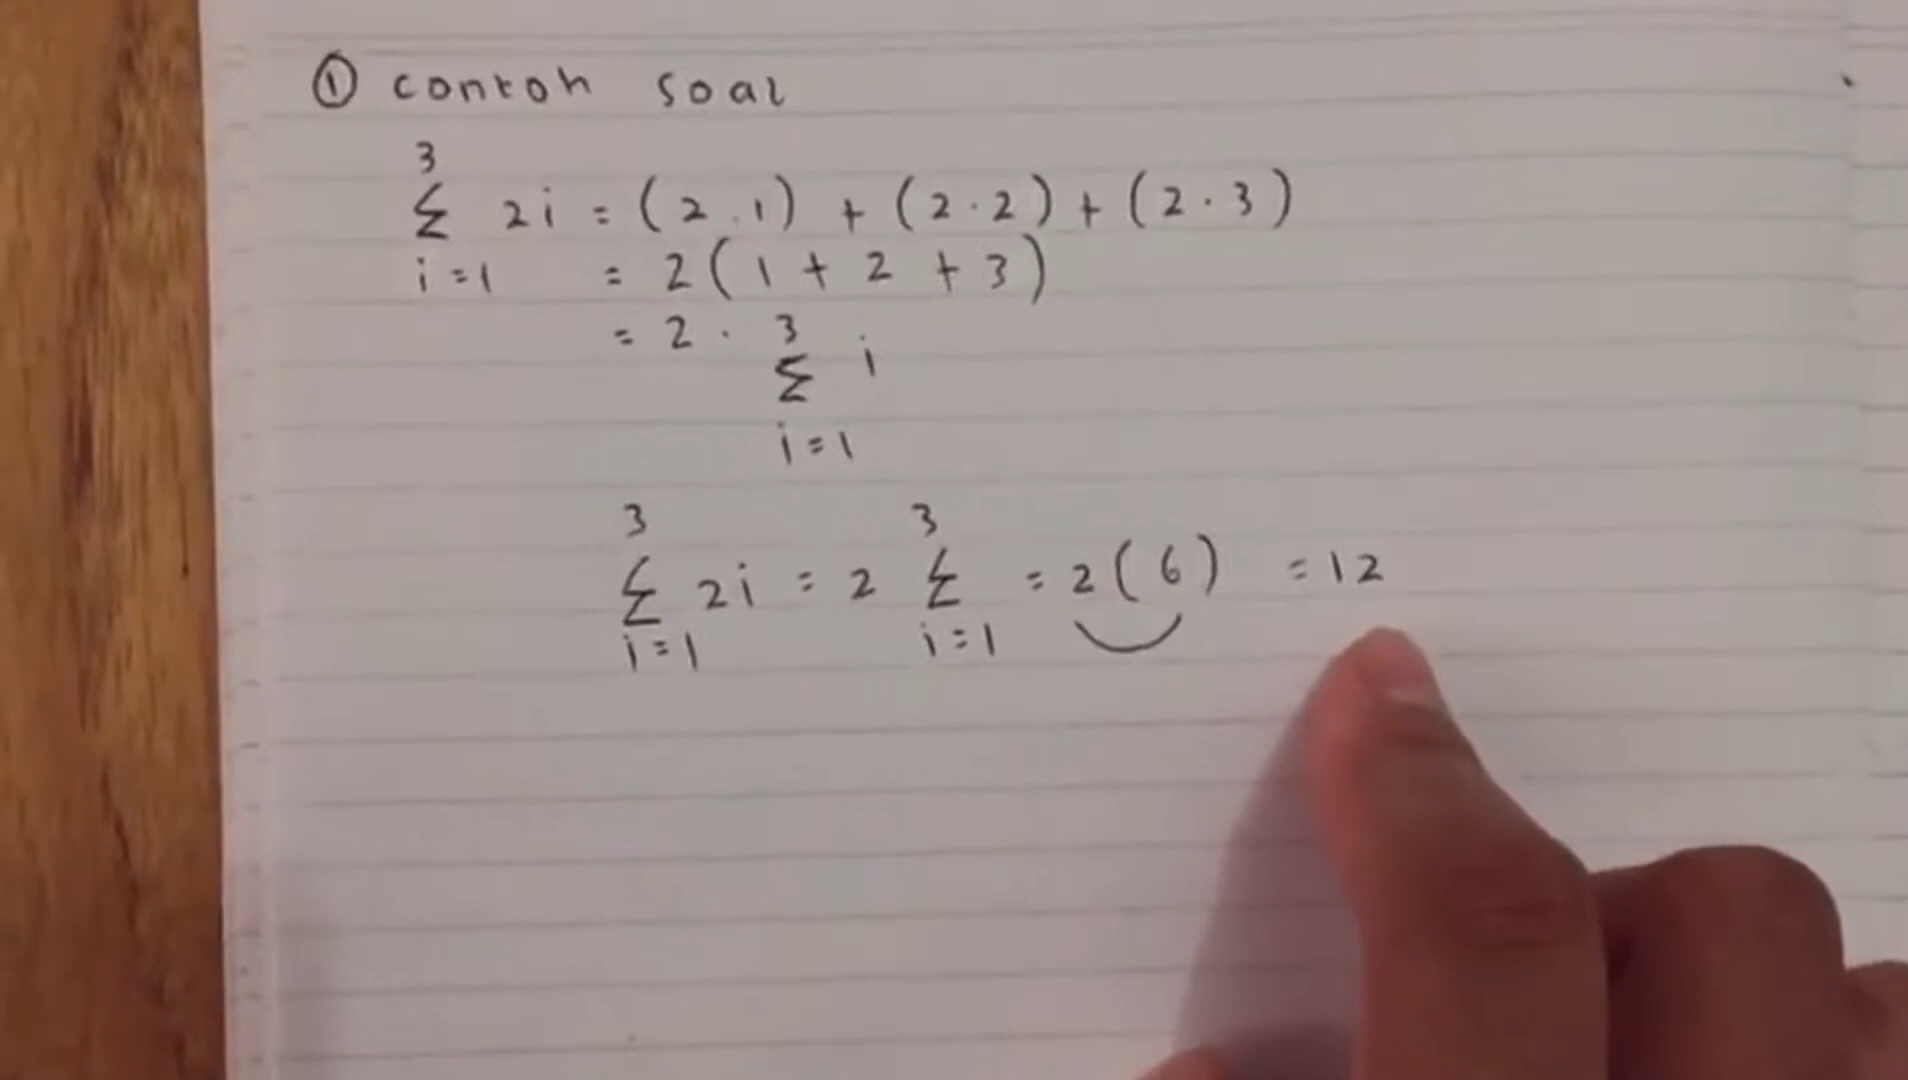 ① contoh soal
3
Σ 2i = (2.1) + (2.2) + (2.3)
i=1 = 2(1 + 2 + 3)
= 2 . 3
Σ i
i=1
3 3
Σ 2i = 2 Σ = 2(6) = 12
i=1 i=1